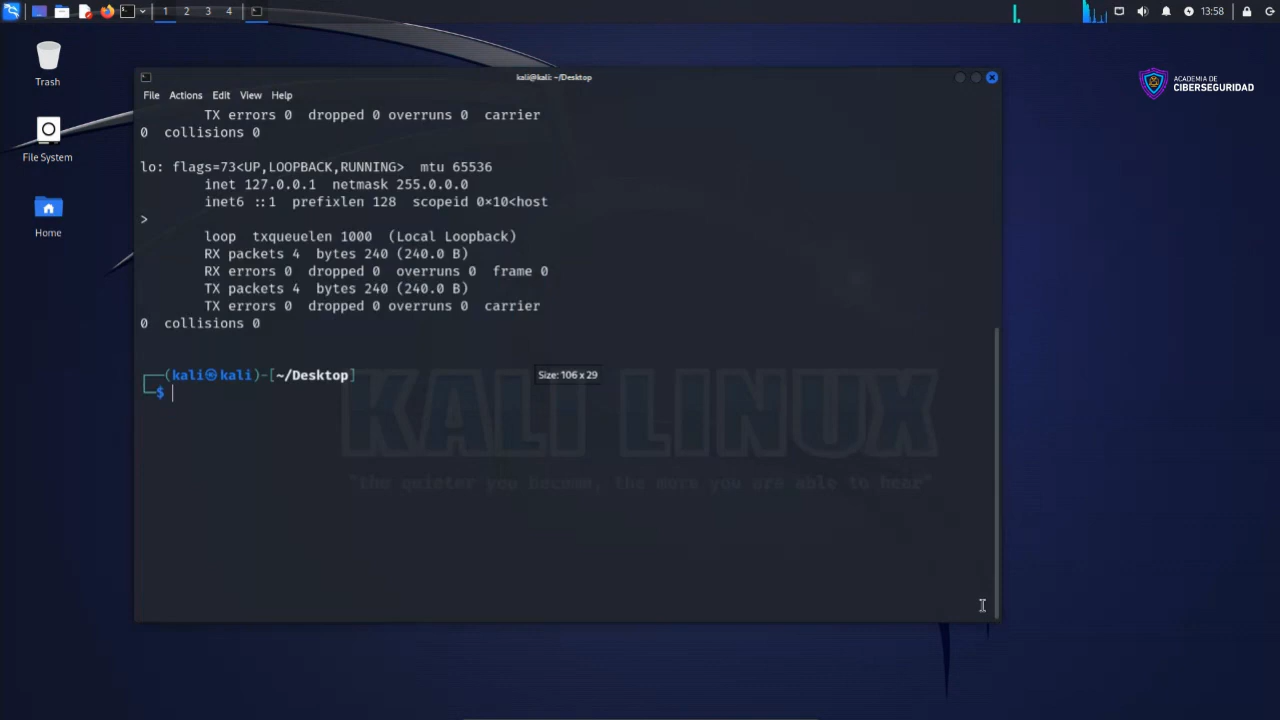 1 2 3 4
13:58
Trash
File System
Home
ACADEMIA DE
CIBERSEGURIDAD
kali@kali: ~/Desktop
File Actions Edit View Help
TX errors 0  dropped 0 overruns 0  carrier
0  collisions 0
lo: flags=73<UP,LOOPBACK,RUNNING>  mtu 65536
inet 127.0.0.1  netmask 255.0.0.0
inet6 ::1  prefixlen 128  scopeid 0×10<host
>
loop  txqueuelen 1000  (Local Loopback)
RX packets 4  bytes 240 (240.0 B)
RX errors 0  dropped 0  overruns 0  frame 0
TX packets 4  bytes 240 (240.0 B)
TX errors 0  dropped 0 overruns 0  carrier
0  collisions 0
┌──(kali㉿kali)-[~/Desktop]
└─$
Size: 106 x 29
KALI LINUX
"the quieter you become, the more you are able to hear"